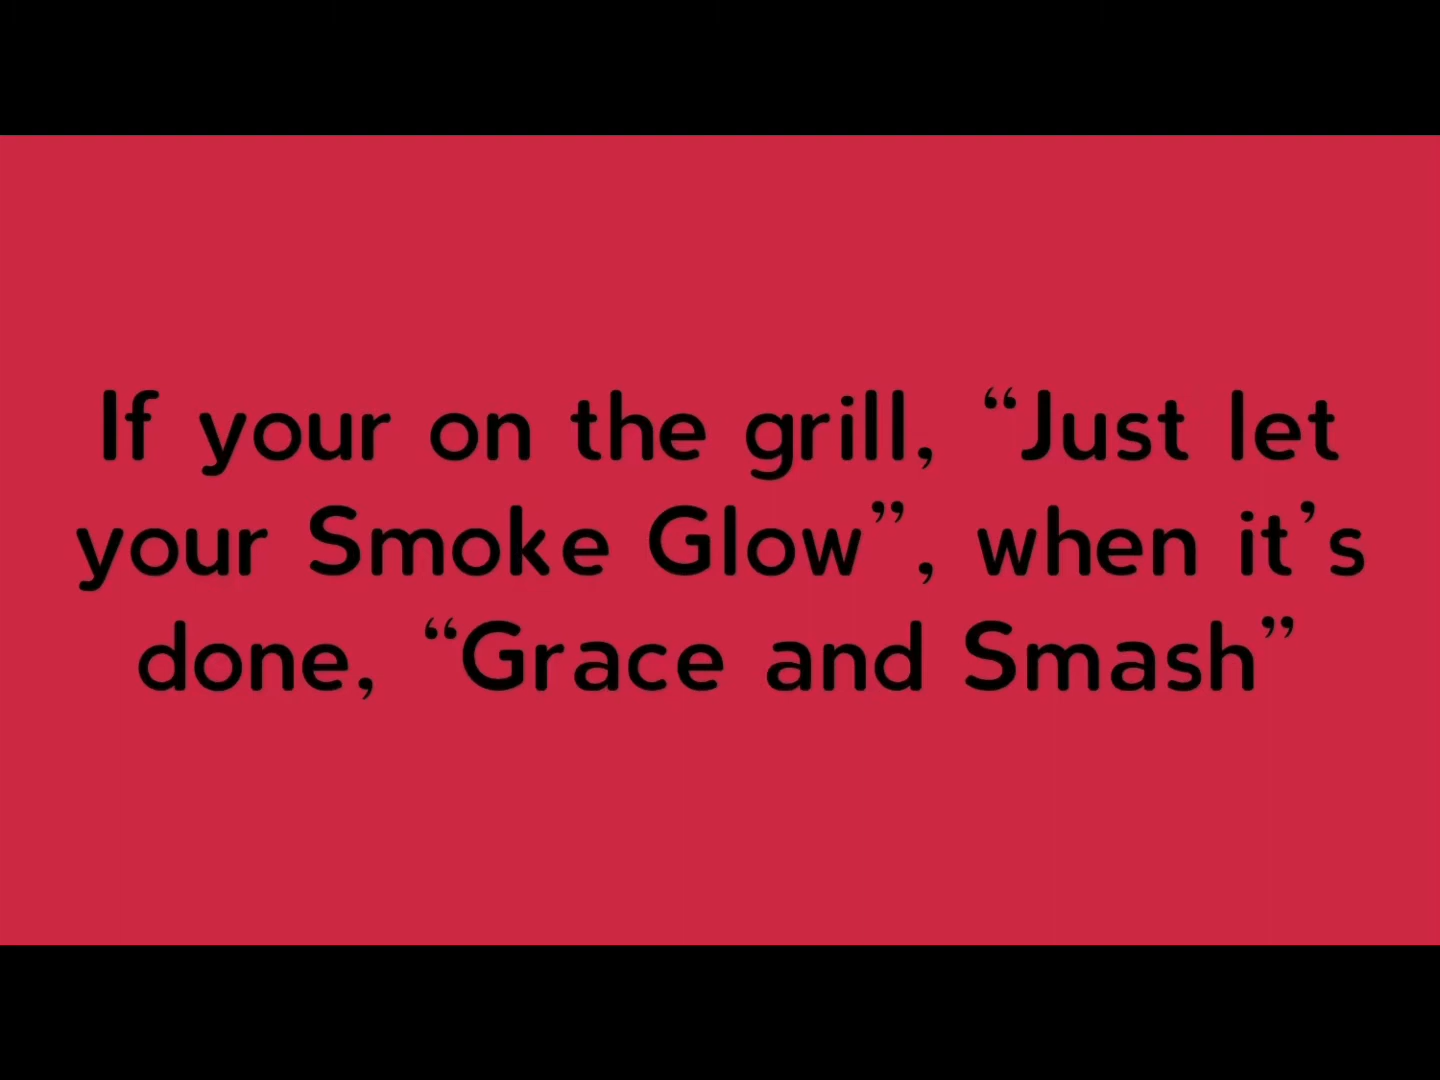 If your on the grill, “Just let
your Smoke Glow”, when it’s
done, “Grace and Smash”